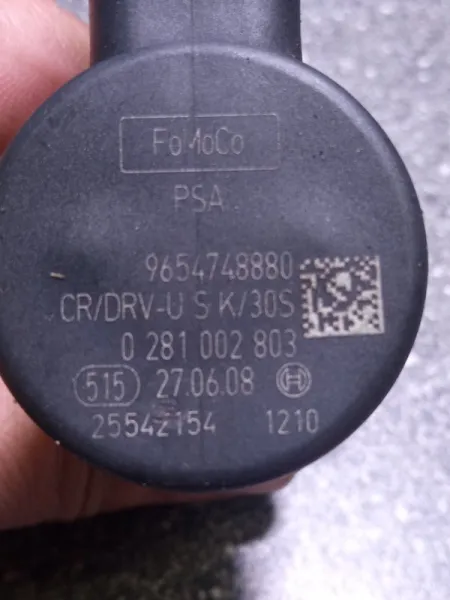 FoMoCo
PSA
9654748880
CR/DRV-U S K/30S
0 281 002 803
515 27.06.08
25542154 1210